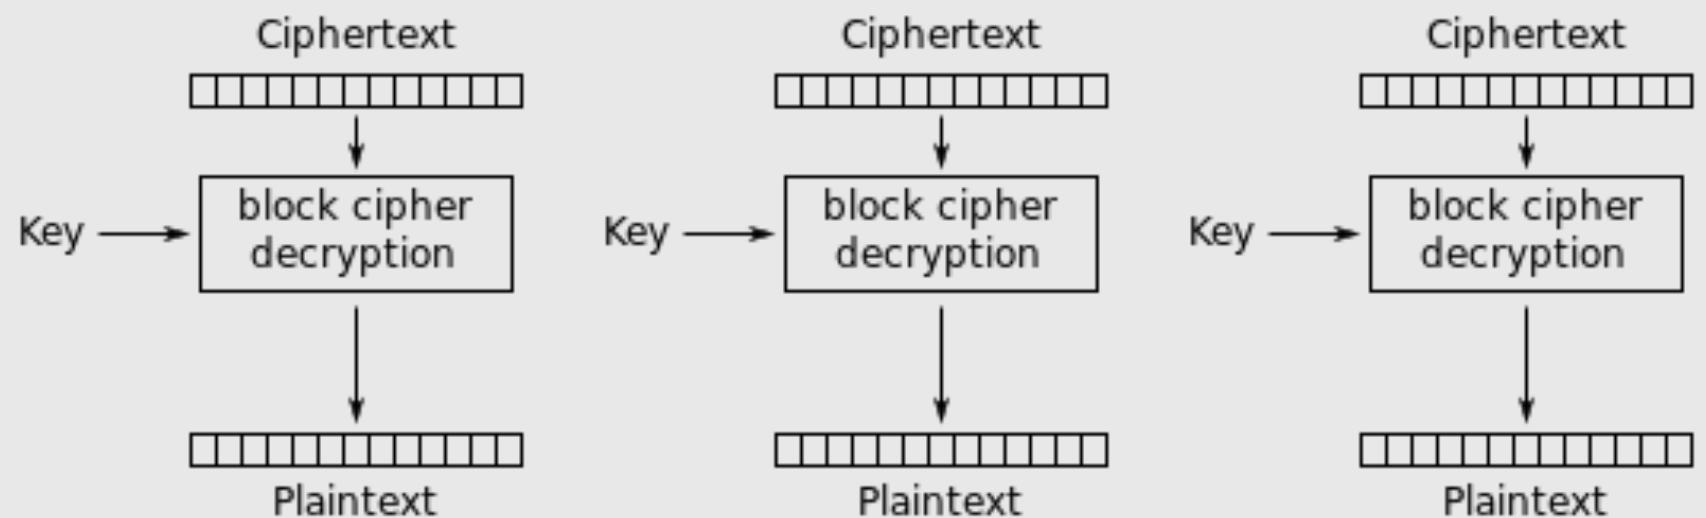 Ciphertext Ciphertext Ciphertext
block cipher block cipher block cipher
Key Key Key
decryption decryption decryption
Plaintext Plaintext Plaintext